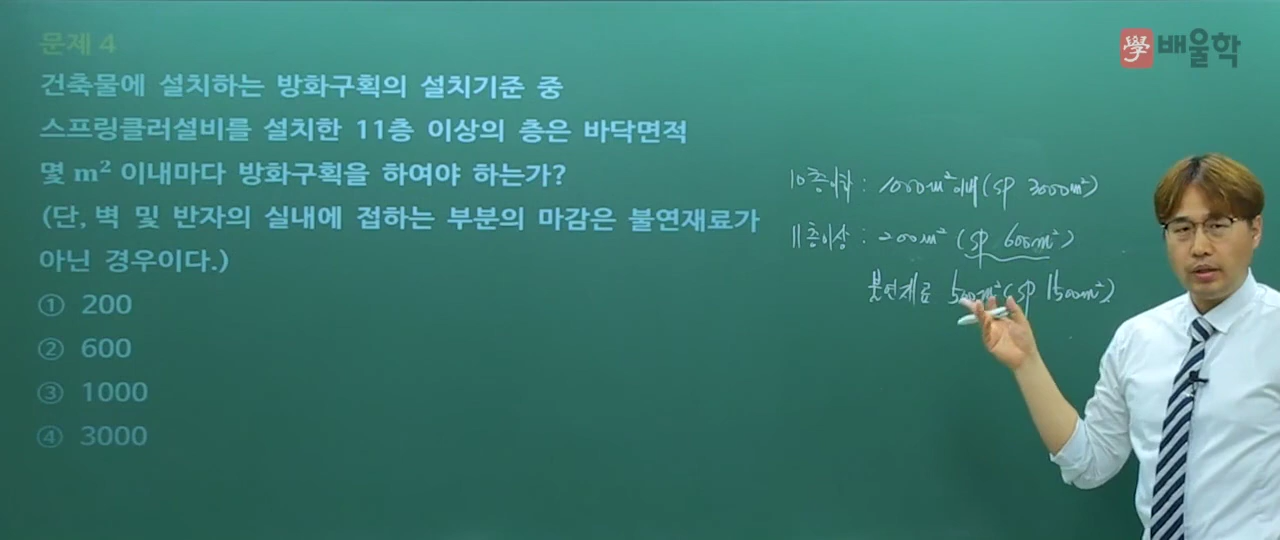 學 배울학
문제 4
건축물에 설치하는 방화구획의 설치기준 중
스프링클러설비를 설치한 11층 이상의 층은 바닥면적
몇 m² 이내마다 방화구획을 하여야 하는가?
(단, 벽 및 반자의 실내에 접하는 부분의 마감은 불연재료가
아닌 경우이다.)
① 200
② 600
③ 1000
④ 3000
10층이하 : 1000m² 이내 (SP 3000m²)
11층이상 : 200m² (SP 600m²)
불연재료 500m² (SP 1500m²)